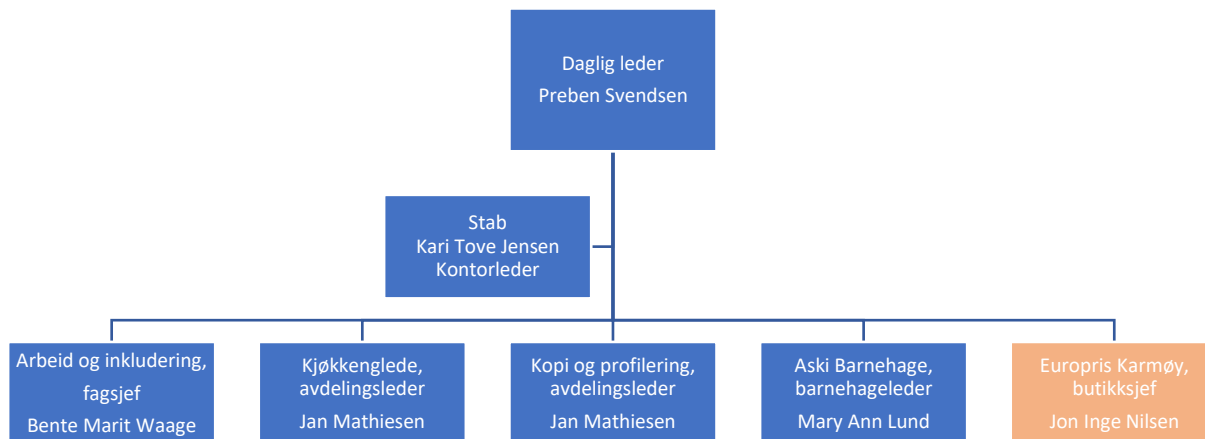 Daglig leder
Preben Svendsen
Stab
Kari Tove Jensen
Kontorleder
Arbeid og inkludering,
fagsjef
Bente Marit Waage
Kjøkkenglede,
avdelingsleder
Jan Mathiesen
Kopi og profilering,
avdelingsleder
Jan Mathiesen
Aski Barnehage,
barnehageleder
Mary Ann Lund
Europris Karmøy,
butikksjef
Jon Inge Nilsen